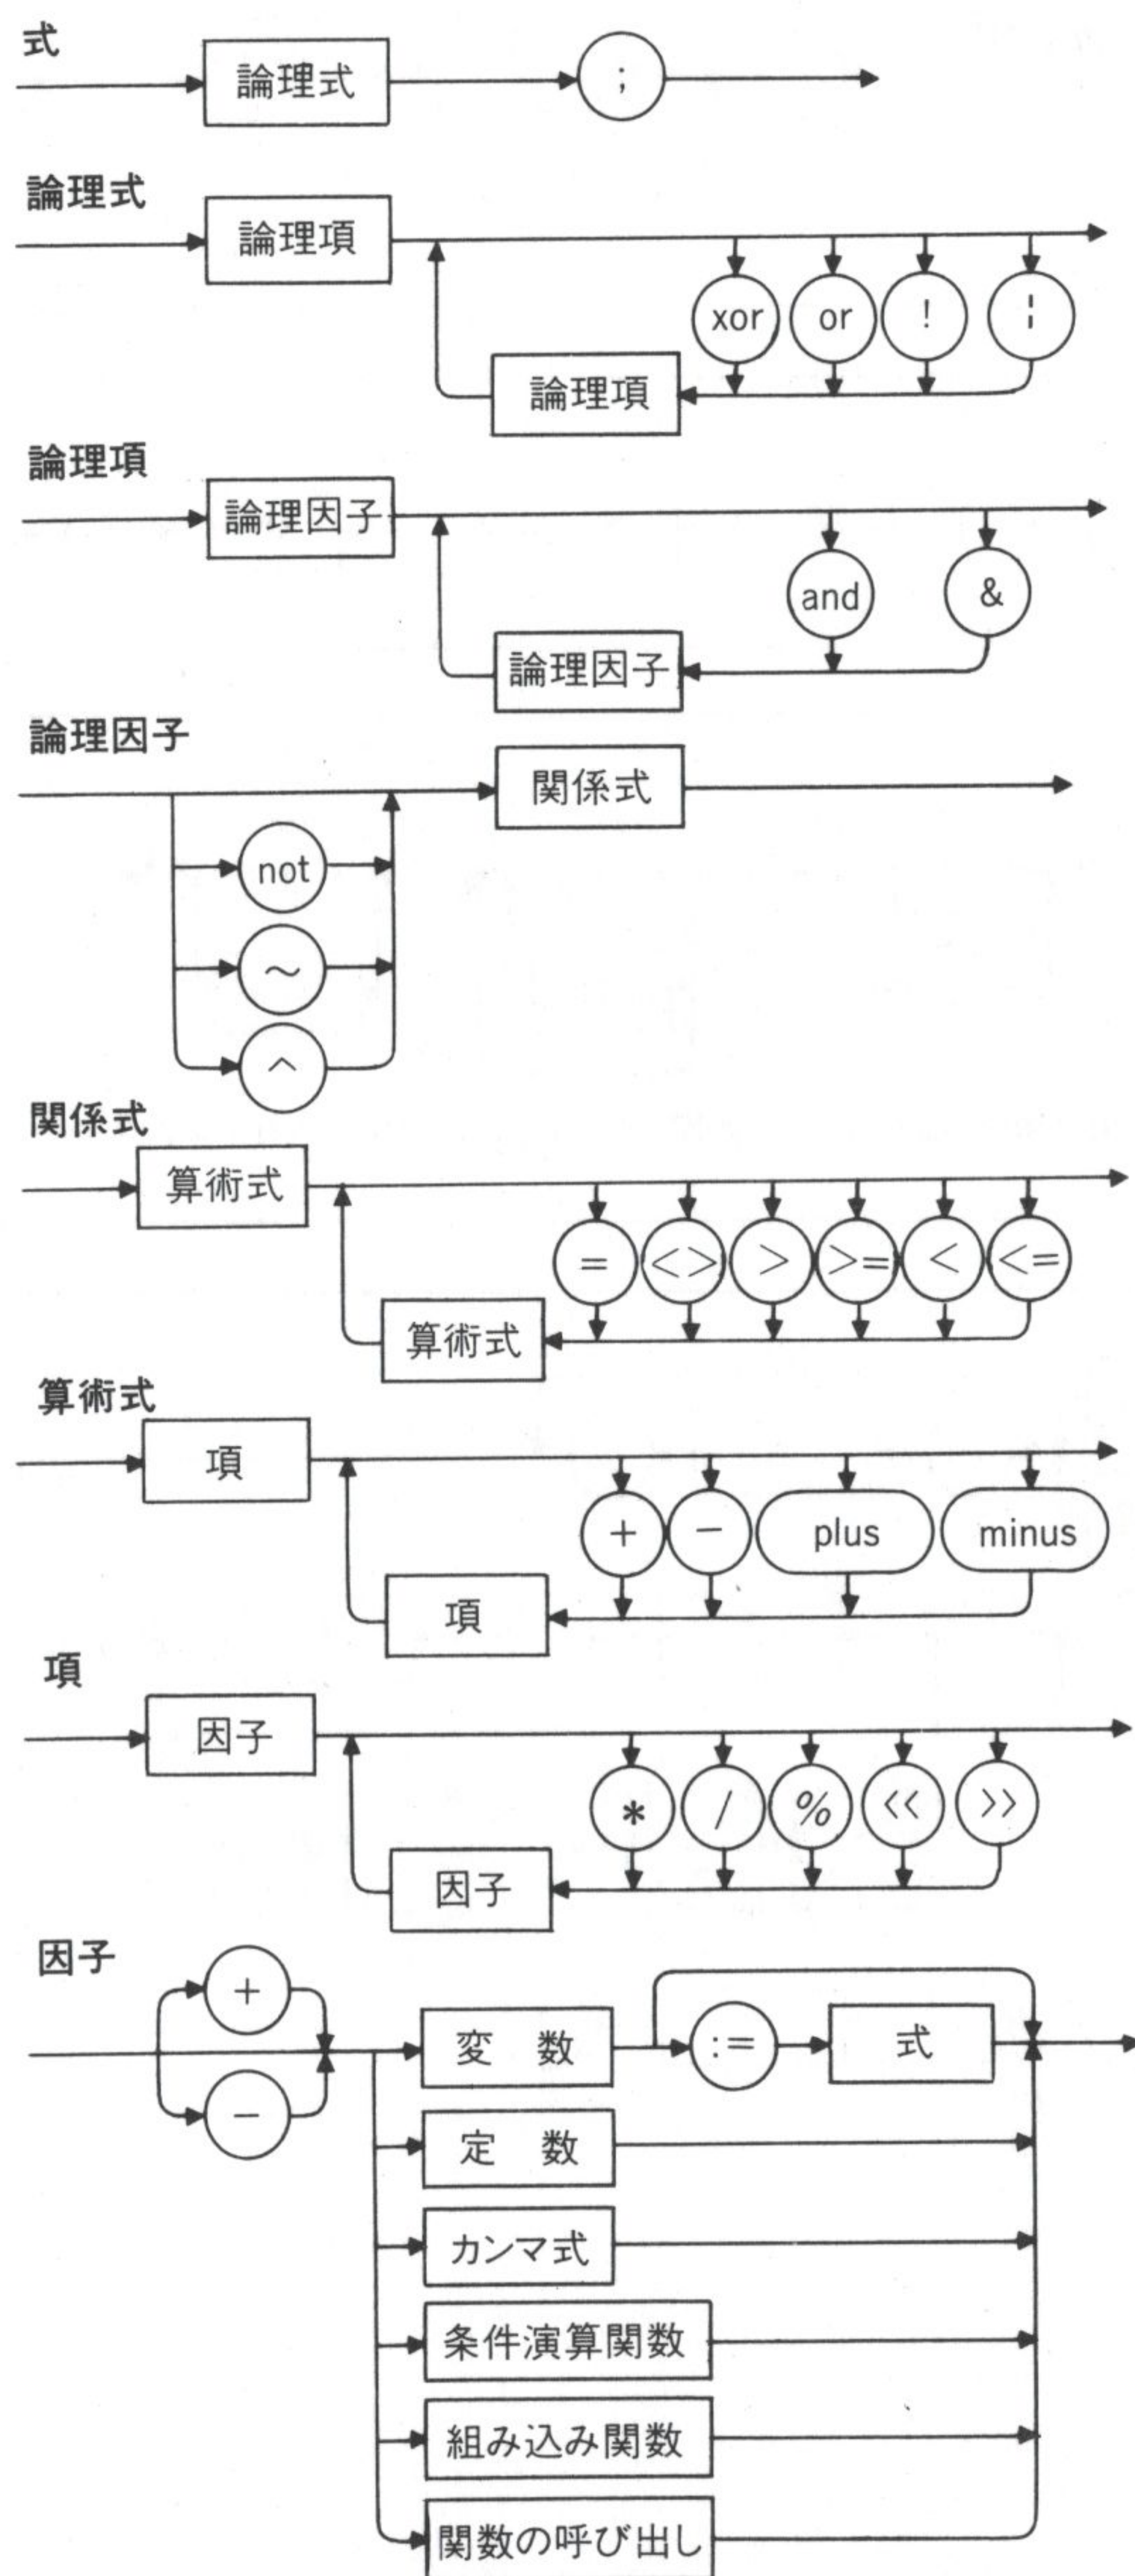 式
論理式 ;
論理式
論理項
xor or ! ¦
論理項
論理項
論理因子
and &
論理因子
論理因子
関係式
not
~
^
関係式
算術式
= <> > >= < <=
算術式
算術式
項
+ - plus minus
項
項
因子
* / % << >>
因子
因子
+
変 数 := 式
-
定 数
カンマ式
条件演算関数
組み込み関数
関数の呼び出し